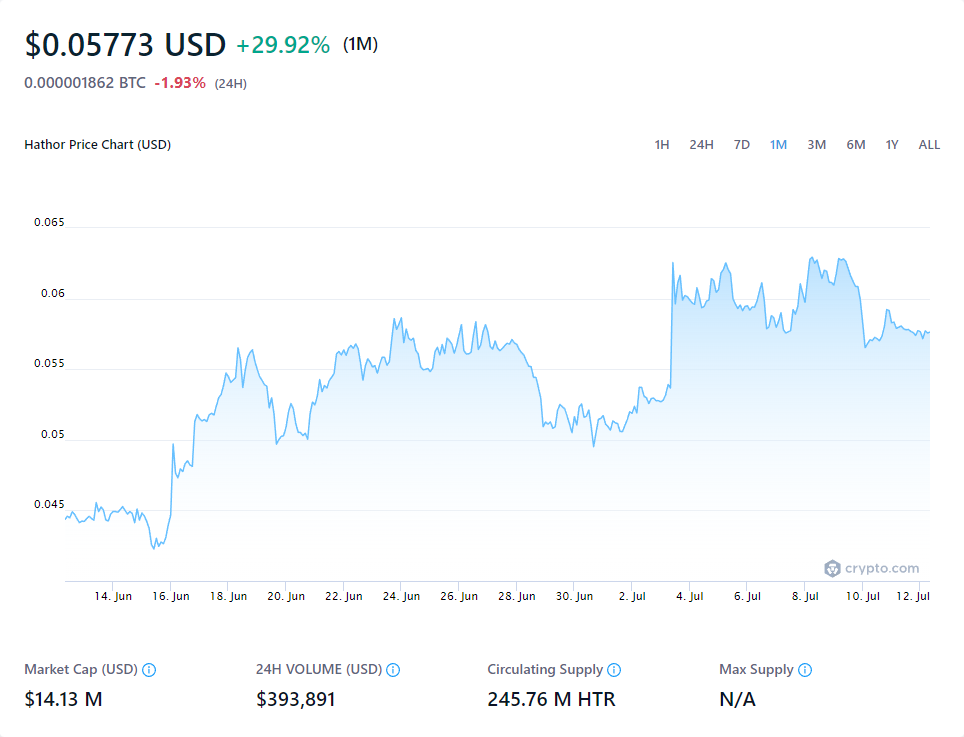 $0.05773 USD +29.92% (1M)
0.000001862 BTC -1.93% (24H)
Hathor Price Chart (USD) 1H 24H 7D 1M 3M 6M 1Y ALL
0.065
0.06
0.055
0.05
0.045
crypto.com
14. Jun 16. Jun 18. Jun 20. Jun 22. Jun 24. Jun 26. Jun 28. Jun 30. Jun 2. Jul 4. Jul 6. Jul 8. Jul 10. Jul 12. Jul
Market Cap (USD) 24H VOLUME (USD) Circulating Supply Max Supply
$14.13 M $393,891 245.76 M HTR N/A